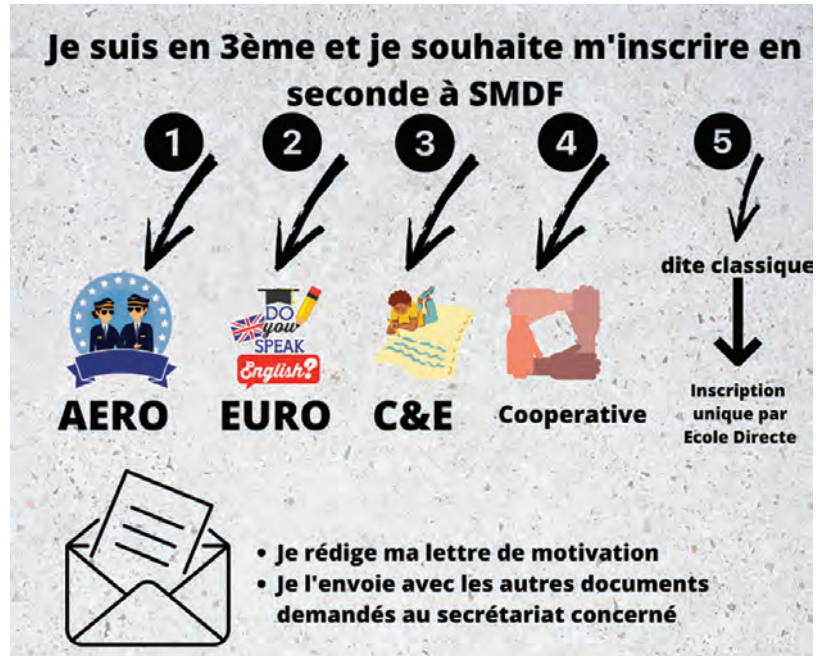 Je suis en 3ème et je souhaite m'inscrire en
seconde à SMDF
1
2
3
4
5
dite classique
DO
you
SPEAK
English?
AERO
EURO
C&E
Cooperative
Inscription
unique par
Ecole Directe
• Je rédige ma lettre de motivation
• Je l'envoie avec les autres documents
demandés au secrétariat concerné